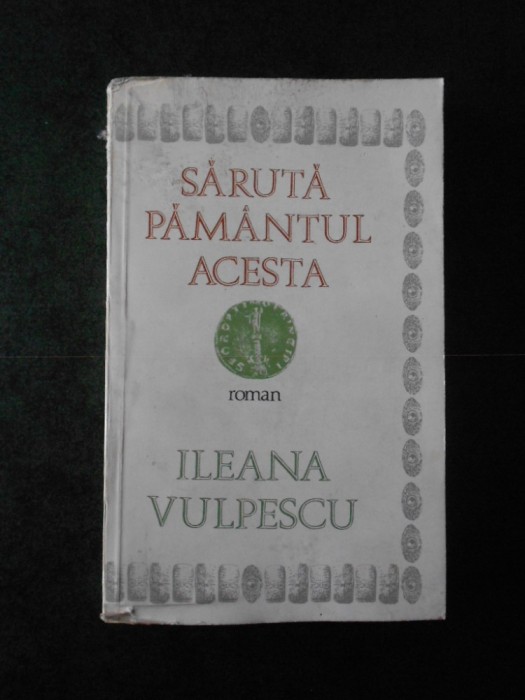 SĂRUTĂ
PĂMÂNTUL
ACESTA
roman
ILEANA
VULPESCU